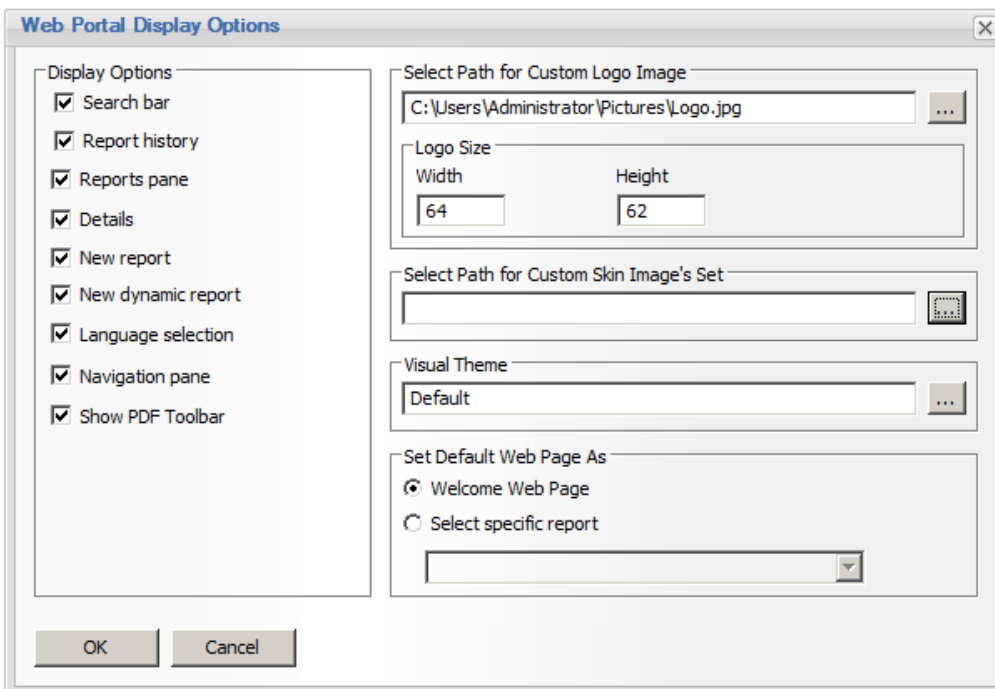 Web Portal Display Options
Display Options
Search bar
Report history
Reports pane
Details
New report
New dynamic report
Language selection
Navigation pane
Show PDF Toolbar
Select Path for Custom Logo Image
C:\Users\Administrator\Pictures\Logo.jpg
...
Logo Size
Width Height
64 62
Select Path for Custom Skin Image's Set
...
Visual Theme
Default
...
Set Default Web Page As
Welcome Web Page
Select specific report
OK Cancel